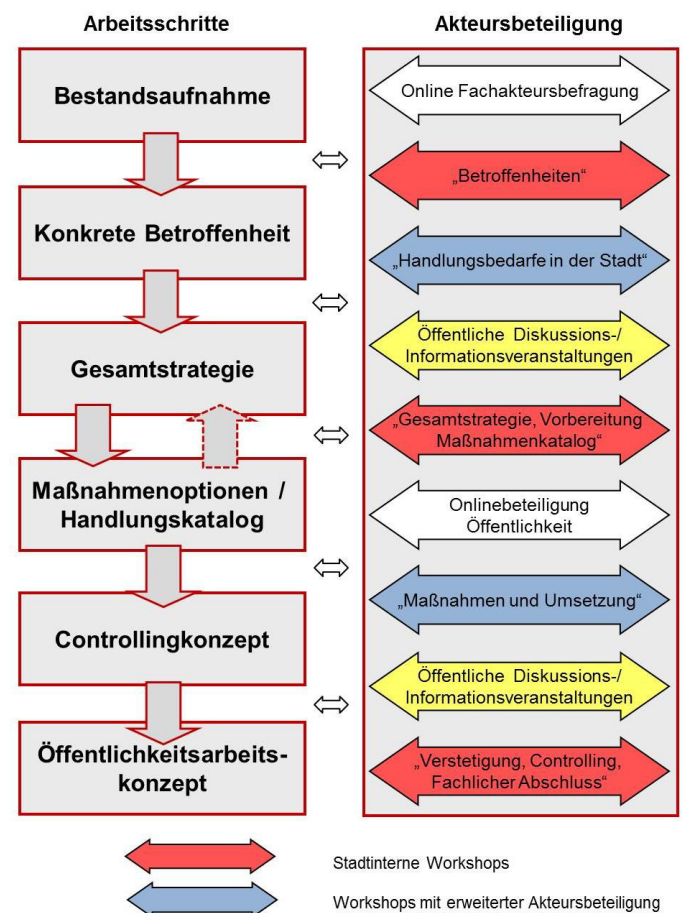 Arbeitsschritte
Bestandsaufnahme
Konkrete Betroffenheit
Gesamtstrategie
Maßnahmenoptionen /
Handlungskatalog
Controllingkonzept
Öffentlichkeitsarbeits-
konzept
Akteursbeteiligung
Online Fachakteursbefragung
„Betroffenheiten“
„Handlungsbedarfe in der Stadt“
Öffentliche Diskussions-/
Informationsveranstaltungen
„Gesamtstrategie, Vorbereitung
Maßnahmenkatalog“
Onlinebeteiligung
Öffentlichkeit
„Maßnahmen und Umsetzung“
Öffentliche Diskussions-/
Informationsveranstaltungen
„Verstetigung, Controlling,
Fachlicher Abschluss“
Stadtinterne Workshops
Workshops mit erweiterter Akteursbeteiligung